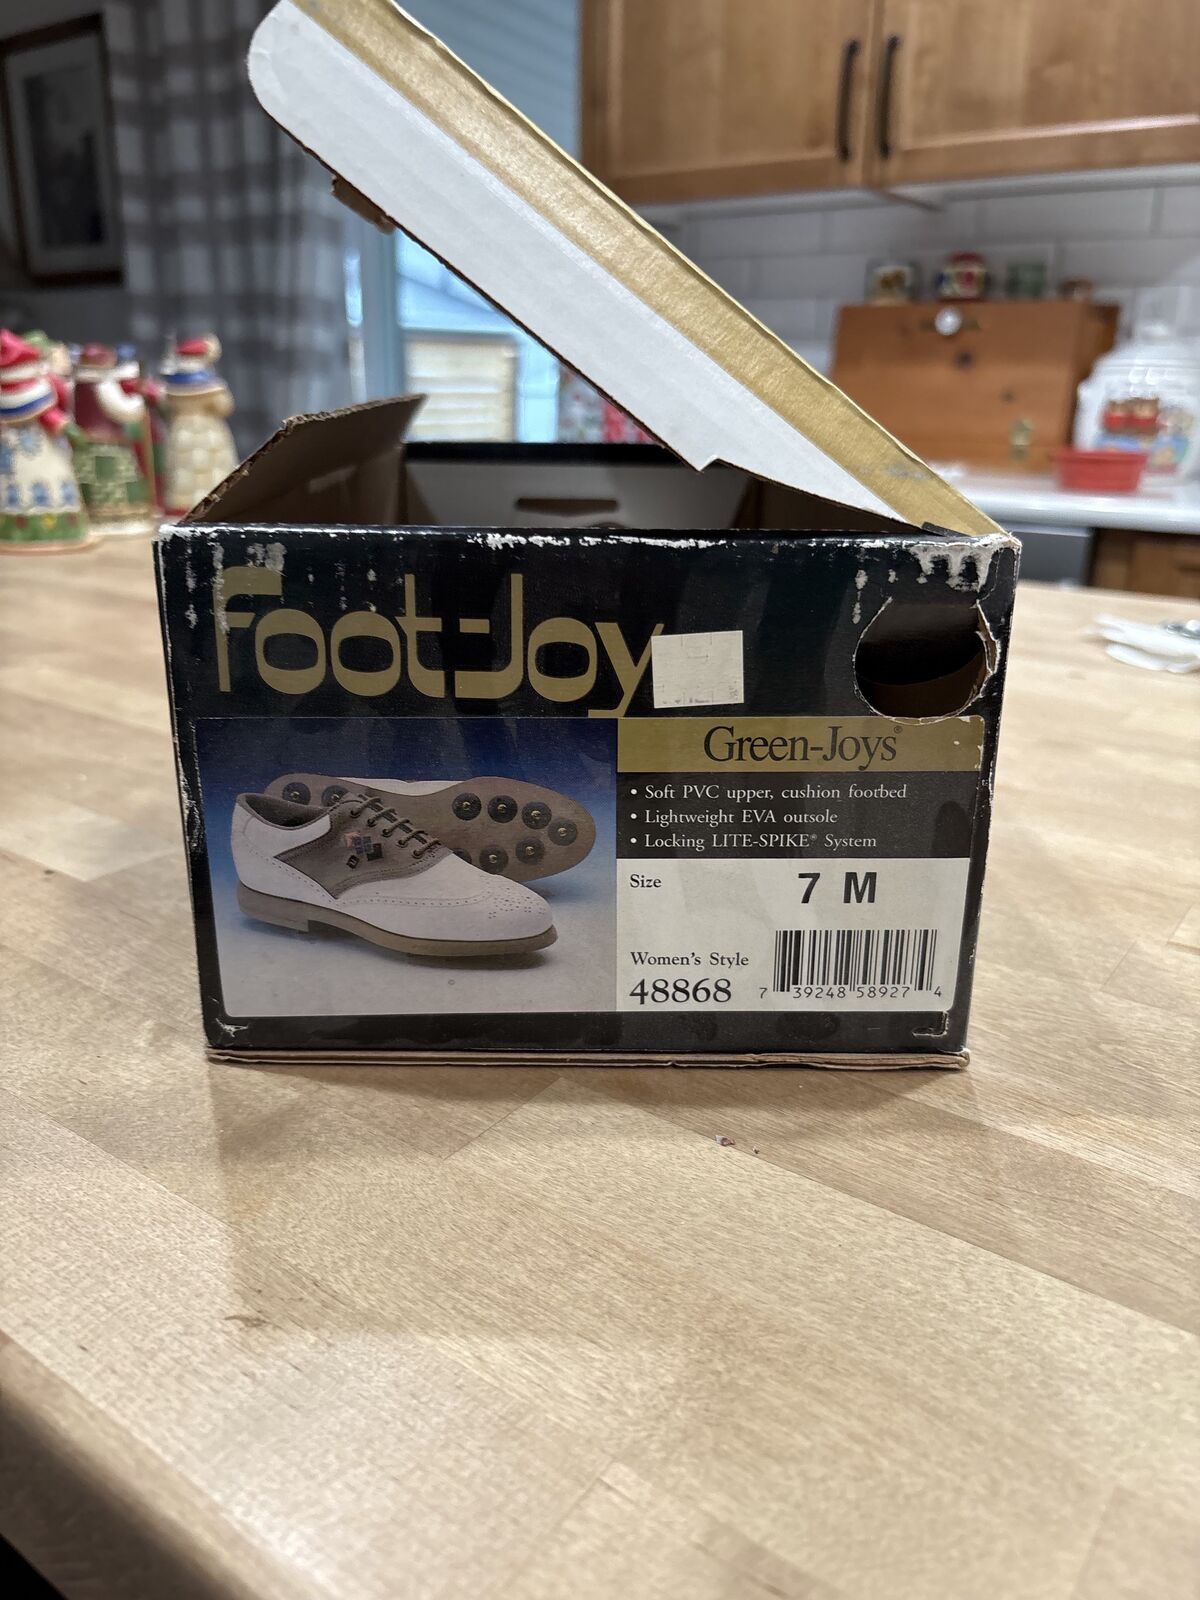 Foot-Joy
Green-Joys®
• Soft PVC upper, cushion footbed
• Lightweight EVA outsole
• Locking LITE-SPIKE® System
Size 7 M
Women's Style
48868
7 39248 58927 4